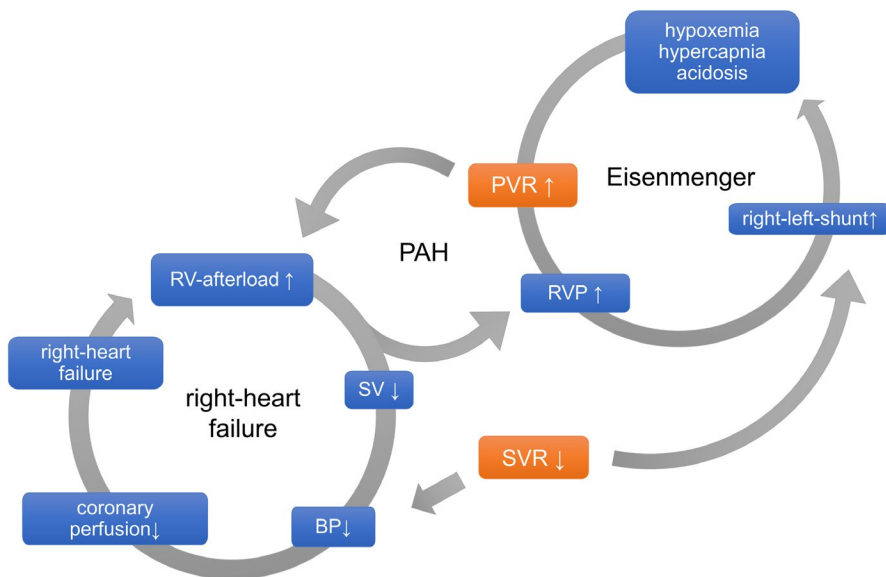 hypoxemia
hypercapnia
acidosis
PVR ↑
Eisenmenger
right-left-shunt↑
PAH
RV-afterload ↑
RVP ↑
right-heart
failure
SV ↓
right-heart
failure
SVR ↓
coronary
perfusion↓
BP↓